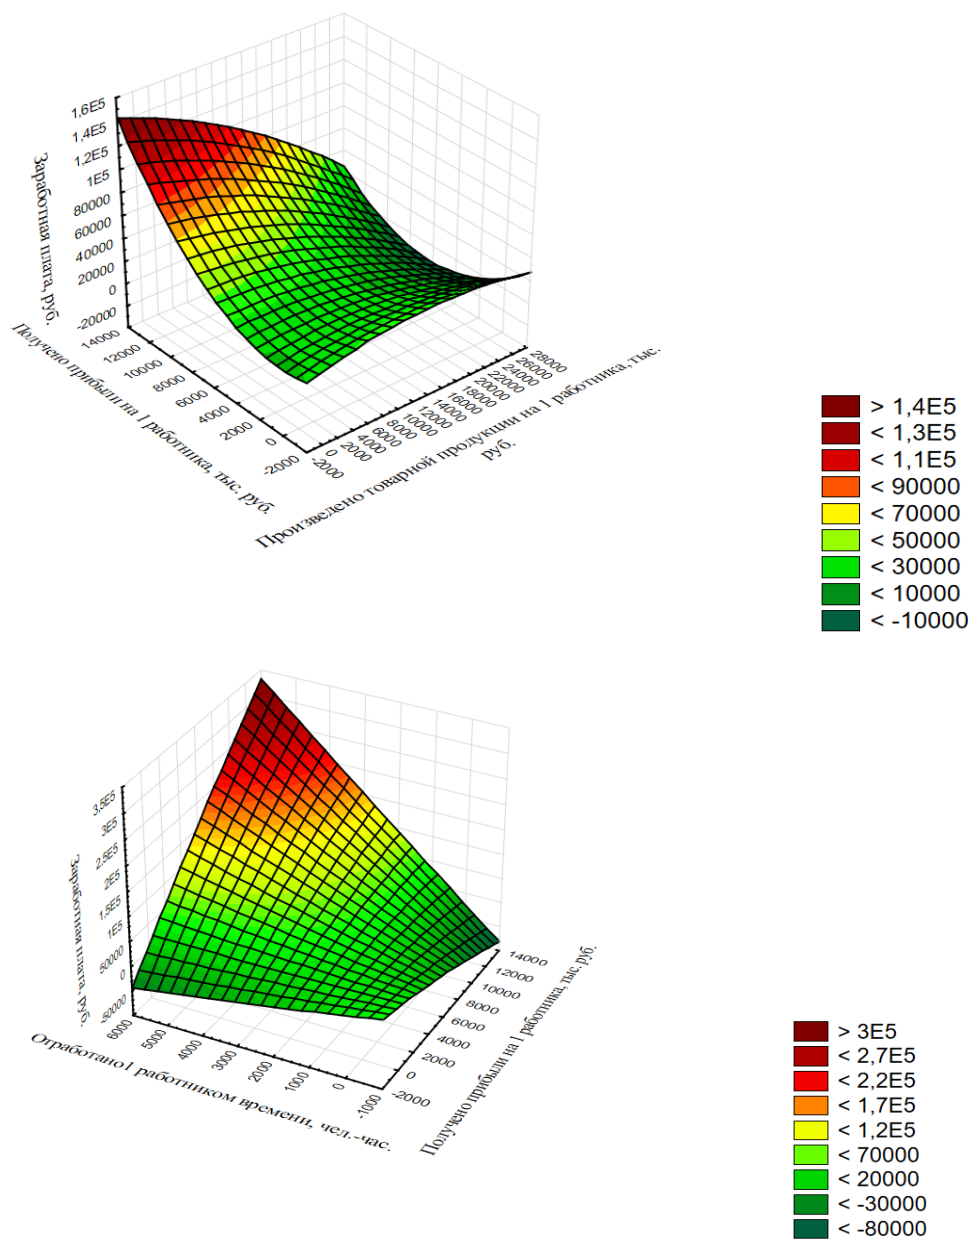 1,6E5
1,4E5
1,2E5
1E5
80000
60000
40000
20000
0
-20000
Заработная плата, руб.
14000
12000
10000
8000
6000
4000
2000
0
-2000
Получено прибыли на 1 работника, тыс. руб.
-2000
0
2000
4000
6000
8000
10000
12000
14000
16000
18000
20000
22000
24000
26000
28000
Произведено товарной продукции на 1 работника, тыс.
руб.
> 1,4E5
< 1,3E5
< 1,1E5
< 90000
< 70000
< 50000
< 30000
< 10000
< -10000
3,5E5
3E5
2,5E5
2E5
1,5E5
1E5
50000
0
-50000
Заработная плата, руб.
6000
5000
4000
3000
2000
1000
0
-1000
Отработано1 работником времени, чел.-час.
14000
12000
10000
8000
6000
4000
2000
0
-2000
Получено прибыли на 1 работника, тыс. руб.
> 3E5
< 2,7E5
< 2,2E5
< 1,7E5
< 1,2E5
< 70000
< 20000
< -30000
< -80000